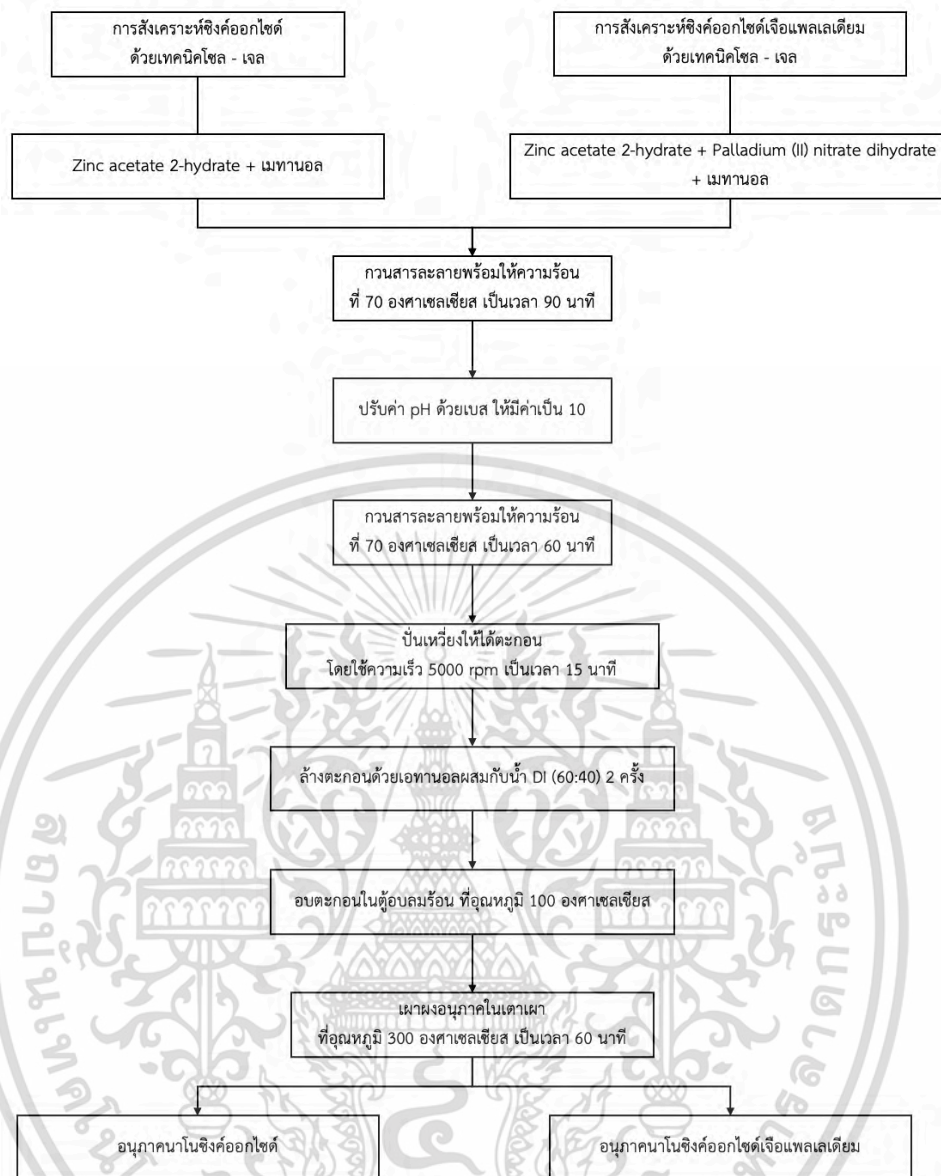 การสังเคราะห์ซิงค์ออกไซด์
ด้วยเทคนิคโซล - เจล
การสังเคราะห์ซิงค์ออกไซด์เจือแพลเลเดียม
ด้วยเทคนิคโซล - เจล
Zinc acetate 2-hydrate + เมทานอล
Zinc acetate 2-hydrate + Palladium (II) nitrate dihydrate
+ เมทานอล
กวนสารละลายพร้อมให้ความร้อน
ที่ 70 องศาเซลเซียส เป็นเวลา 90 นาที
ปรับค่า pH ด้วยเบส ให้มีค่าเป็น 10
กวนสารละลายพร้อมให้ความร้อน
ที่ 70 องศาเซลเซียส เป็นเวลา 60 นาที
ปั่นเหวี่ยงให้ได้ตะกอน
โดยใช้ความเร็ว 5000 rpm เป็นเวลา 15 นาที
ล้างตะกอนด้วยเอทานอลผสมกับน้ำ DI (60:40) 2 ครั้ง
อบตะกอนในตู้อบลมร้อน ที่อุณหภูมิ 100 องศาเซลเซียส
เผาผงอนุภาคในเตาเผา
ที่อุณหภูมิ 300 องศาเซลเซียส เป็นเวลา 60 นาที
อนุภาคนาโนซิงค์ออกไซด์
อนุภาคนาโนซิงค์ออกไซด์เจือแพลเลเดียม